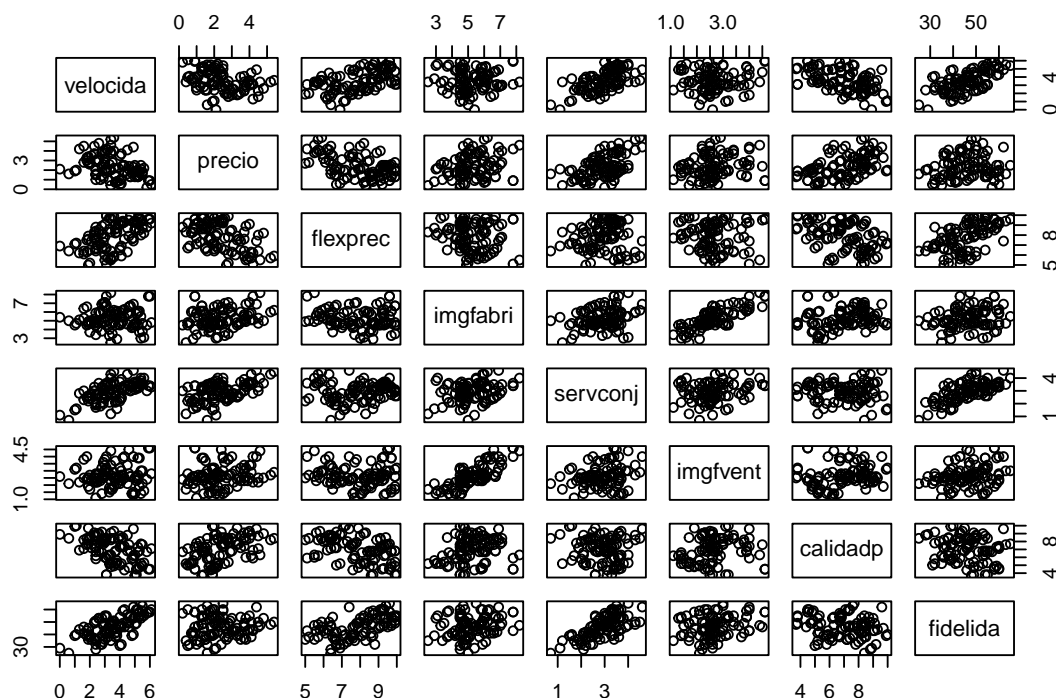 0 2 4
3 5 7
1.0 3.0
30 50
velocida
0 4
0 3
precio
flexprec
5 8
3 7
imgfabri
servconj
1 4
1.0 4.5
imgfvent
calidadp
4 8
30
fidelida
0 2 4 6
5 7 9
1 3
4 6 8